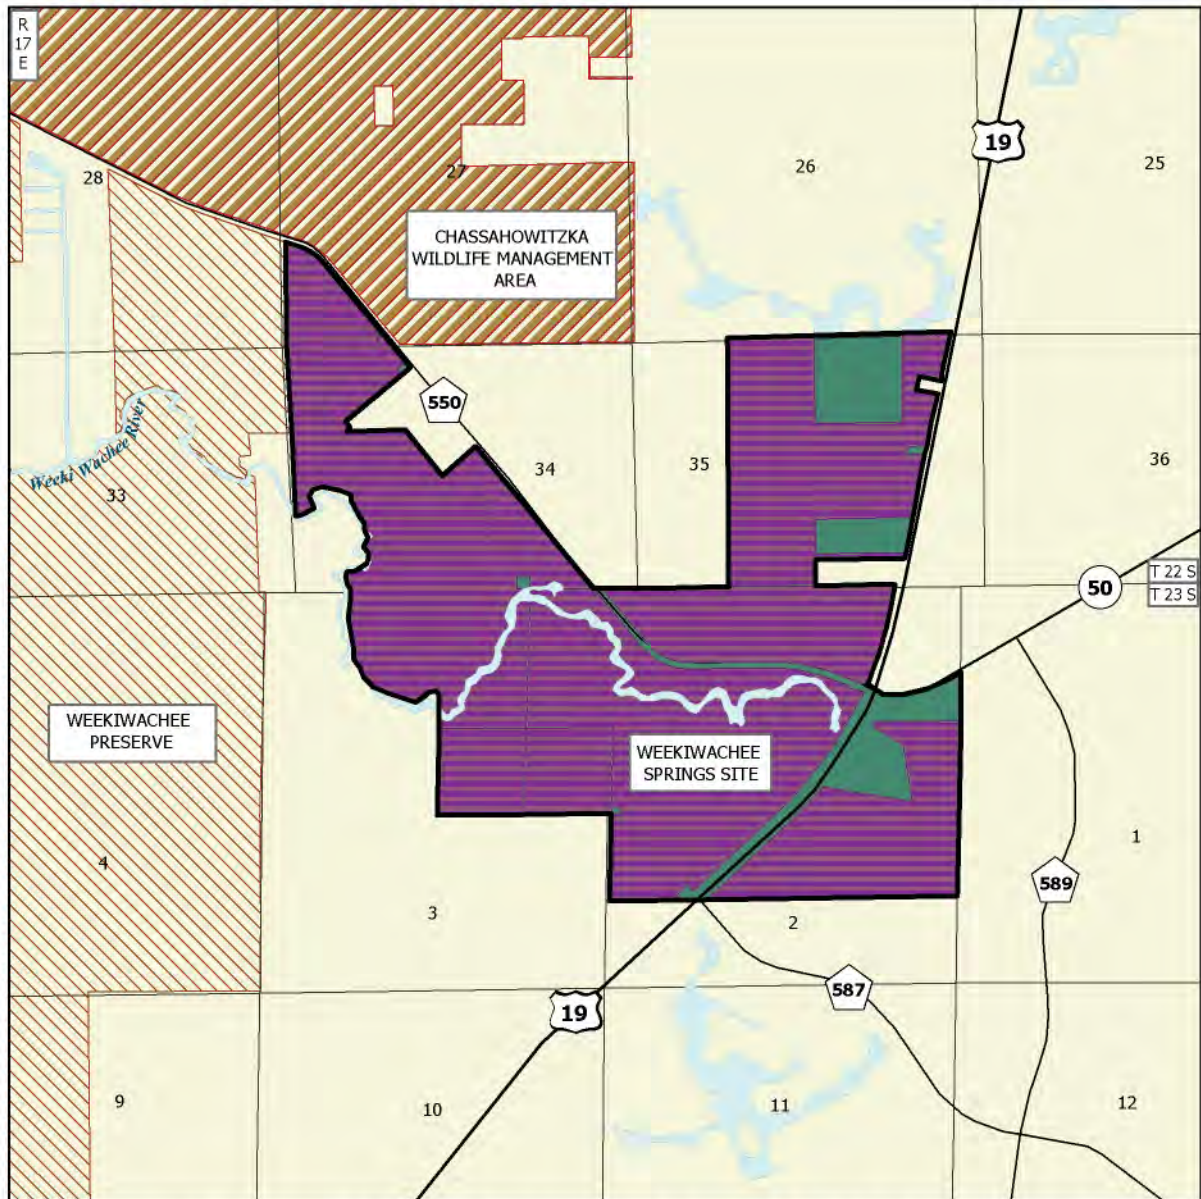 R
17
E
19
28
27
26
25
CHASSAHOWITZKA
WILDLIFE MANAGEMENT
AREA
550
Weeki Wachee River
33
34
35
36
50
T 22 S
T 23 S
WEEKIWACHEE
PRESERVE
WEEKIWACHEE
SPRINGS SITE
4
3
2
1
589
587
19
9
10
11
12